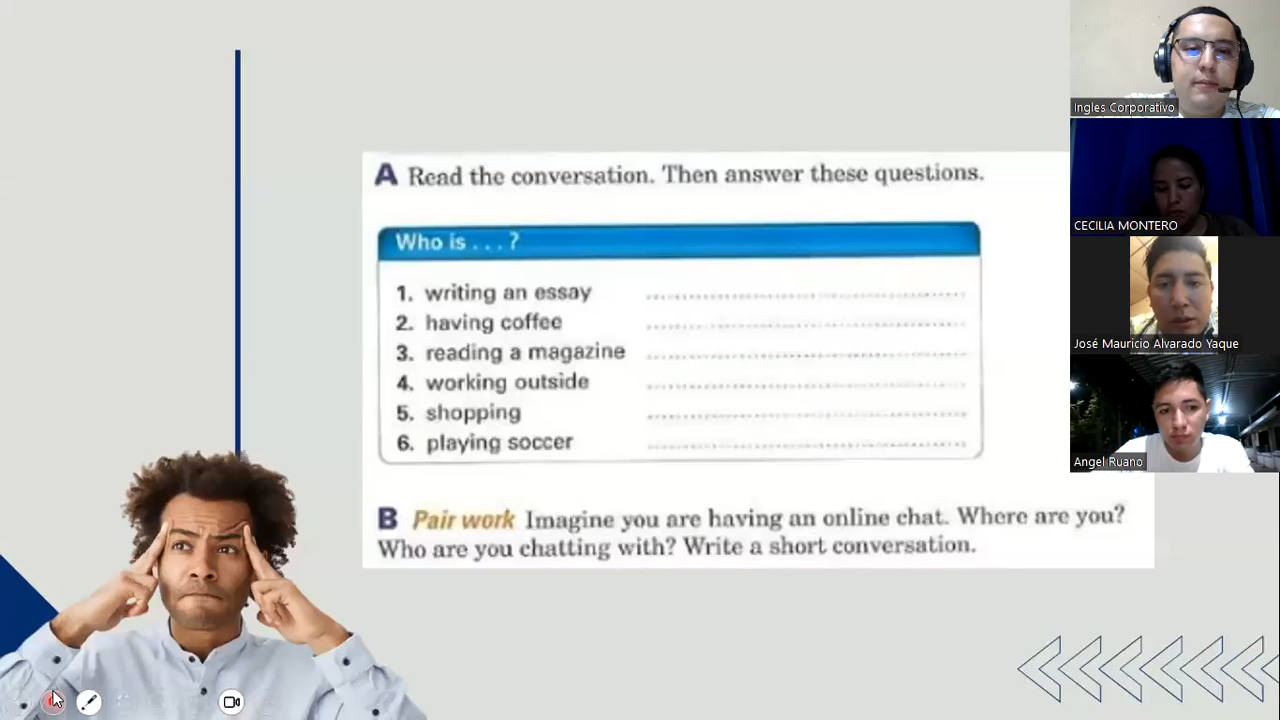 A Read the conversation. Then answer these questions.
Who is . . . ?
1. writing an essay
2. having coffee
3. reading a magazine
4. working outside
5. shopping
6. playing soccer
B Pair work Imagine you are having an online chat. Where are you?
Who are you chatting with? Write a short conversation.
Ingles Corporativo
CECILIA MONTERO
José Mauricio Alvarado Yaque
Angel Ruano